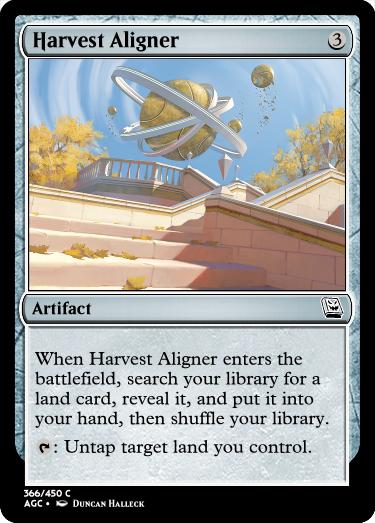 Harvest Aligner 3
Artifact
When Harvest Aligner enters the
battlefield, search your library for a
land card, reveal it, and put it into
your hand, then shuffle your library.
: Untap target land you control.
366/450 C
AGC • Duncan Halleck